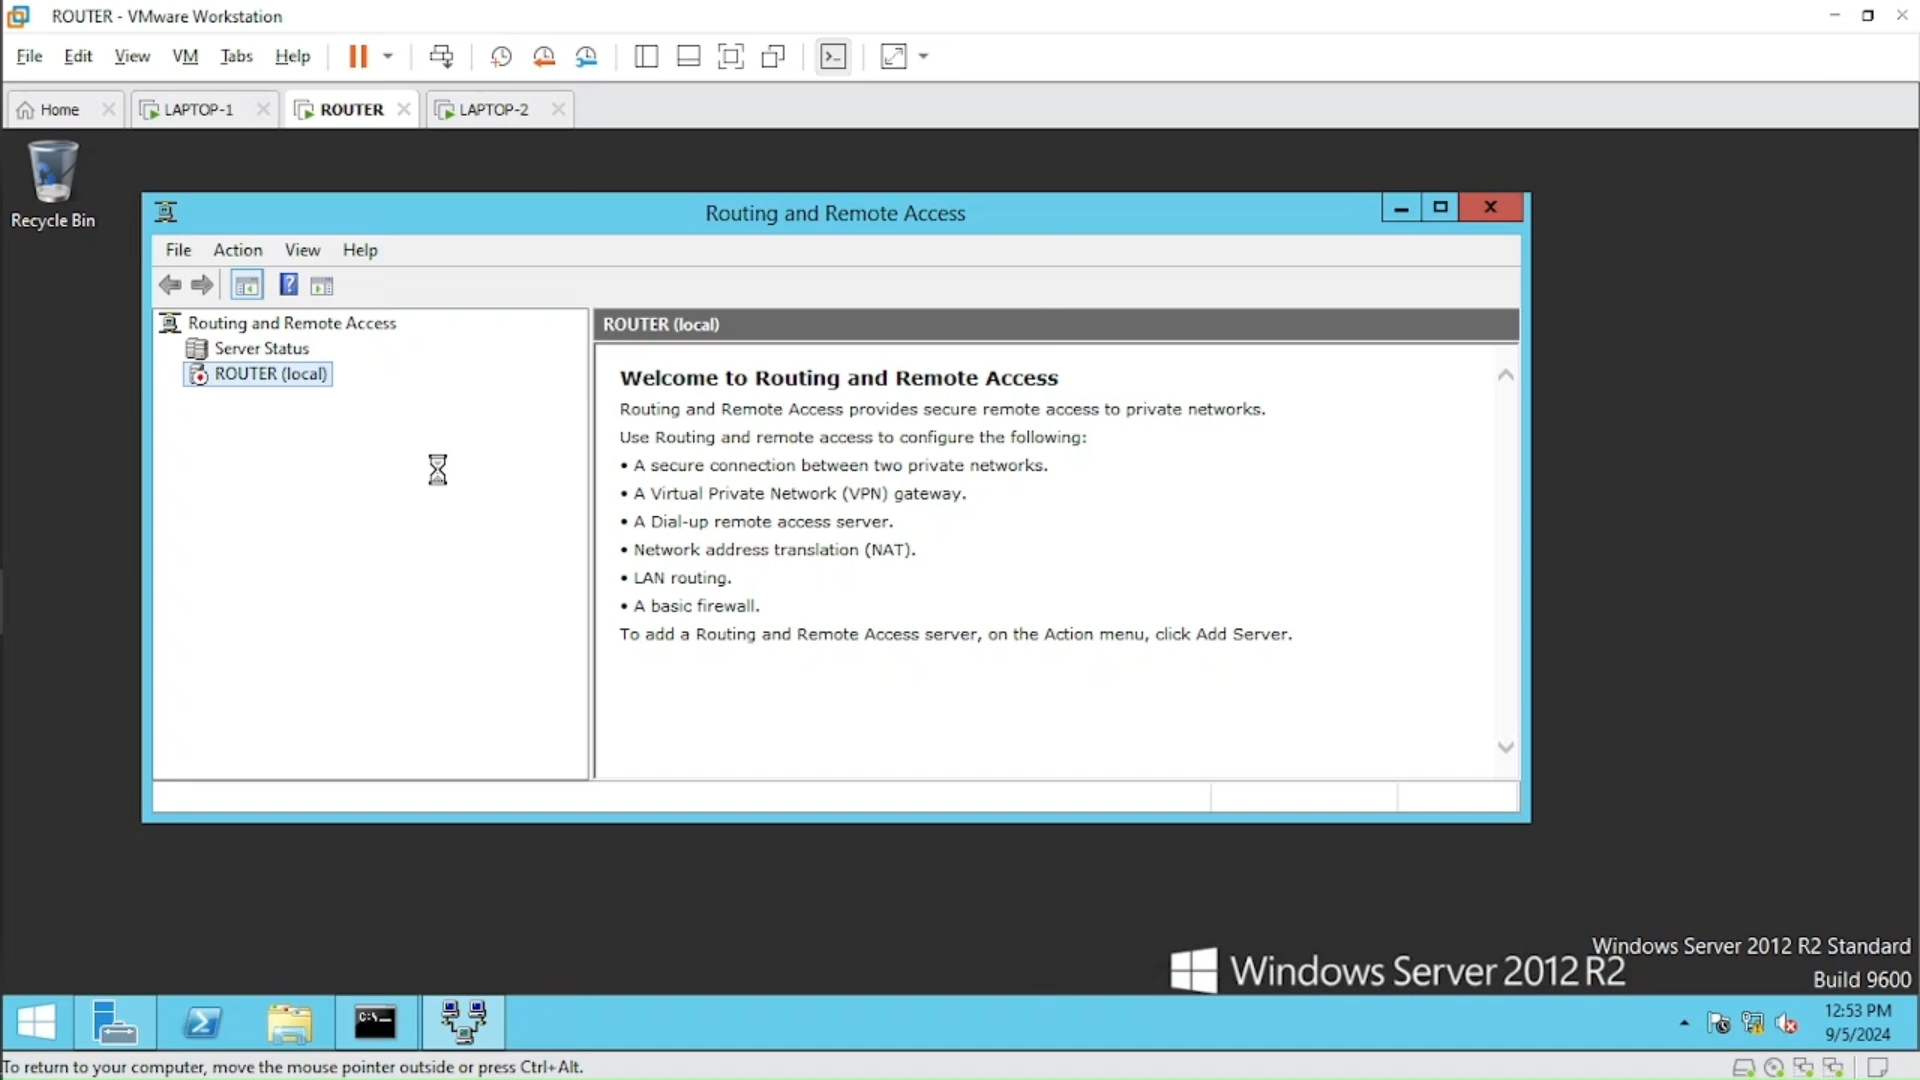 ROUTER - VMware Workstation
File Edit View VM Tabs Help
Home LAPTOP-1 ROUTER LAPTOP-2
Recycle Bin
Routing and Remote Access
File Action View Help
Routing and Remote Access
Server Status
ROUTER (local)
ROUTER (local)
Welcome to Routing and Remote Access
Routing and Remote Access provides secure remote access to private networks.
Use Routing and remote access to configure the following:
• A secure connection between two private networks.
• A Virtual Private Network (VPN) gateway.
• A Dial-up remote access server.
• Network address translation (NAT).
• LAN routing.
• A basic firewall.
To add a Routing and Remote Access server, on the Action menu, click Add Server.
Windows Server 2012 R2 Standard
Windows Server 2012 R2
Build 9600
12:53 PM
9/5/2024
To return to your computer, move the mouse pointer outside or press Ctrl+Alt.